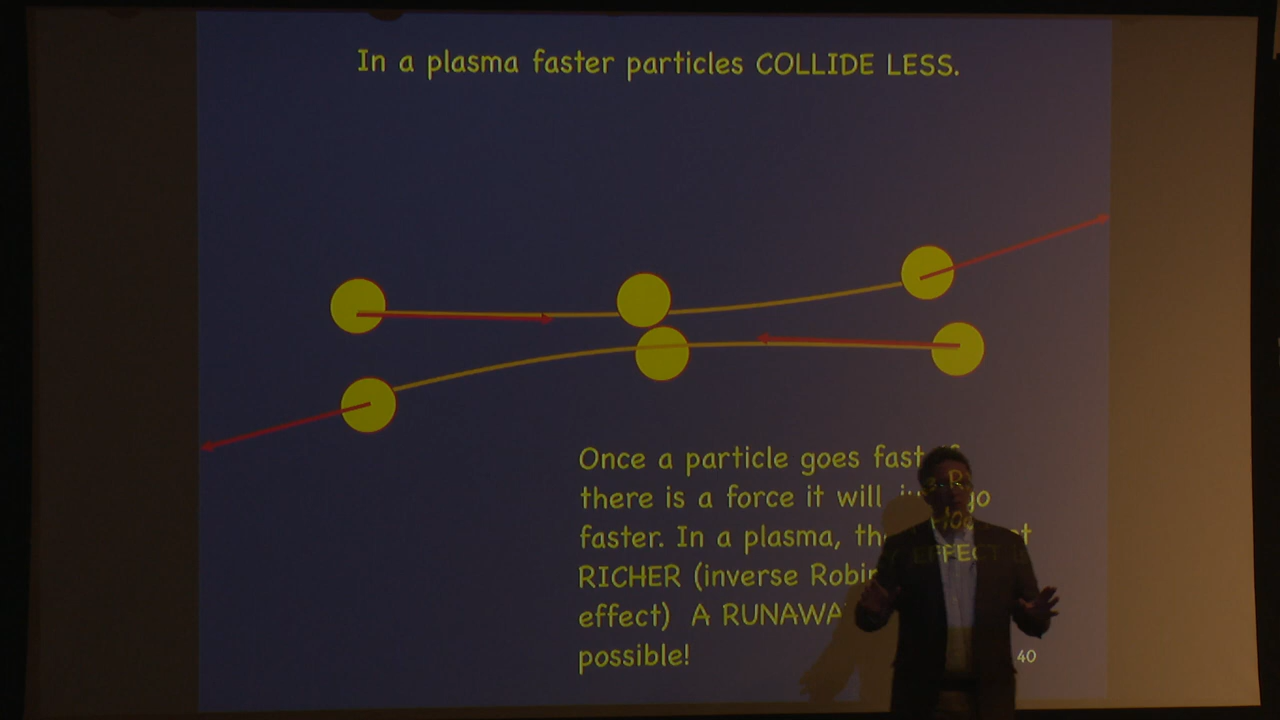 In a plasma faster particles COLLIDE LESS.
Once a particle goes fast
there is a force it will go
faster. In a plasma,
RICHER (inverse
effect) A
possible!
40